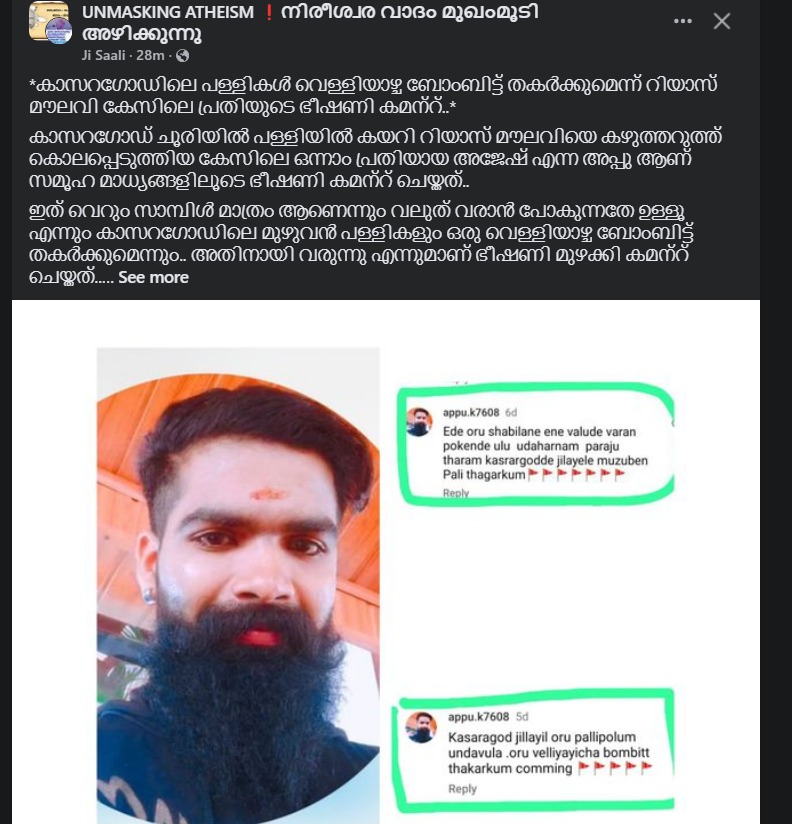 UNMASKING ATHEISM ❗നിരീശ്വര വാദം മുഖംമൂടി
അഴിക്കുന്നു
Ji Saali · 28m ·
*കാസറഗോഡിലെ പള്ളികൾ വെള്ളിയാഴ്ച ബോംബിട്ട് തകർക്കുമെന്ന് റിയാസ്
മൗലവി കേസിലെ പ്രതിയുടെ ഭീഷണി കമന്റ്..*
കാസറഗോഡ് ചൂരിയിൽ പള്ളിയിൽ കയറി റിയാസ് മൗലവിയെ കഴുത്തറുത്ത്
കൊലപ്പെടുത്തിയ കേസിലെ ഒന്നാം പ്രതിയായ അജേഷ് എന്ന അപ്പു ആണ്
സമൂഹ മാധ്യങ്ങളിലൂടെ ഭീഷണി കമന്റ് ചെയ്തത്..
ഇത് വെറും സാമ്പിൾ മാത്രം ആണെന്നും വലുത് വരാൻ പോകുന്നതേ ഉള്ളൂ
എന്നും കാസറഗോഡിലെ മുഴുവൻ പള്ളികളും ഒരു വെള്ളിയാഴ്ച ബോംബിട്ട്
തകർക്കുമെന്നും.. അതിനായി വരുന്നു എന്നുമാണ് ഭീഷണി മുഴക്കി കമന്റ്
ചെയ്തത്..... See more
appu.k7608 6d
Ede oru shabilane ene valude varan
pokende ulu udaharnam paraju
tharam kasrargodde jilayele muzuben
Pali thagarkum🚩🚩🚩🚩🚩🚩🚩
Reply
appu.k7608 5d
Kasaragod jillayil oru pallipolum
undavula .oru velliyayicha bombitt
thakarkum comming 🚩🚩🚩🚩🚩
Reply